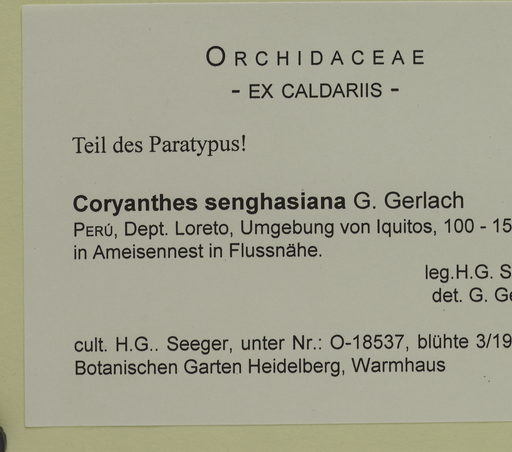 ORCHIDACEAE
- EX CALDARIIS -
Teil des Paratypus!
Coryanthes senghasiana G. Gerlach
PERÚ, Dept. Loreto, Umgebung von Iquitos, 100 - 15
in Ameisennest in Flussnähe.
leg.H.G. S
det. G. Ge
cult. H.G.. Seeger, unter Nr.: O-18537, blühte 3/19
Botanischen Garten Heidelberg, Warmhaus